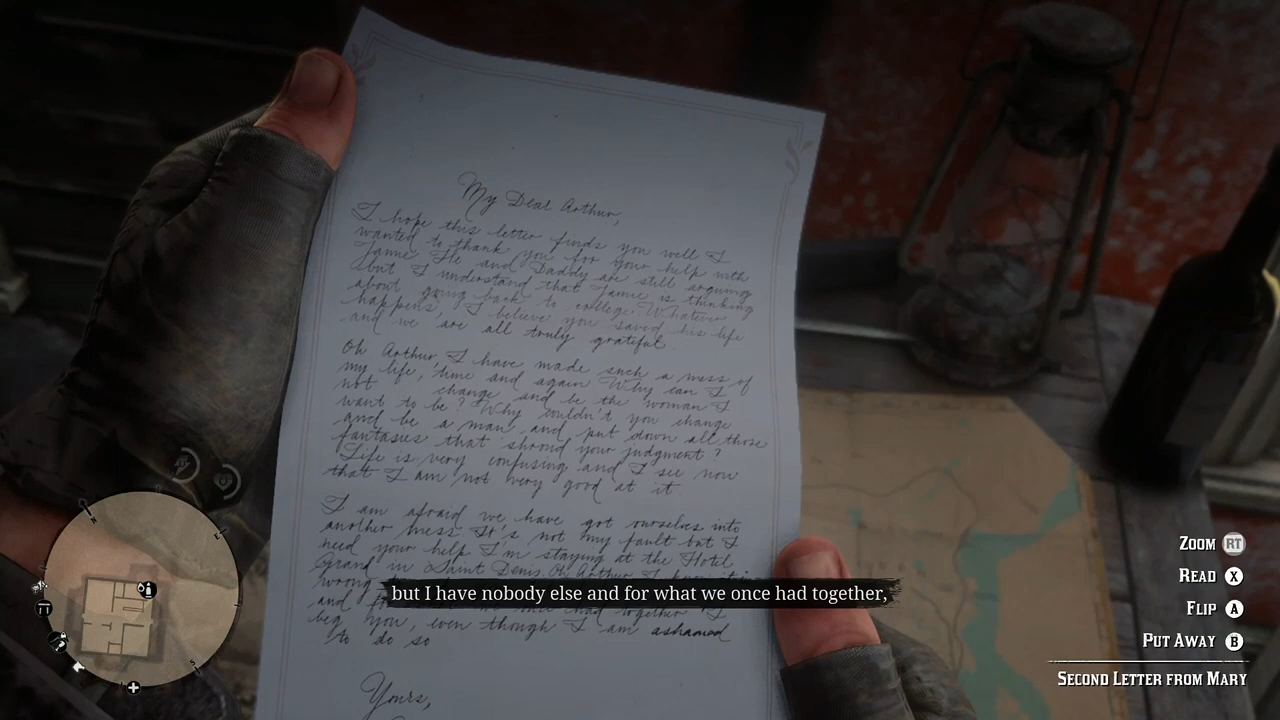 My Dear Arthur,
I hope this letter finds you well I
wanted to thank you for your help with
Jamie He and Daddy are still arguing
but I understand that Jamie is thinking
about going back to college. Whatever
happens, I believe you saved his life
and we are all truly grateful.
Oh Arthur I have made such a mess of
my life, time and again Why can I
not change and be the woman I
want to be? Why couldn't you change
and be a man and put down all those
fantasies that shroud your judgment?
Life is very confusing and I see now
that I am not very good at it
I am afraid we have got ourselves into
another mess It's not my fault but I
need your help I'm staying at the Hotel
Grand in Saint Denis. Oh Arthur I know
wrong
but I have nobody else and for what we once had together,
and had together I
beg you, even though I am ashamed
to do so
Yours,
ZOOM RT
READ X
FLIP A
PUT AWAY B
SECOND LETTER FROM MARY